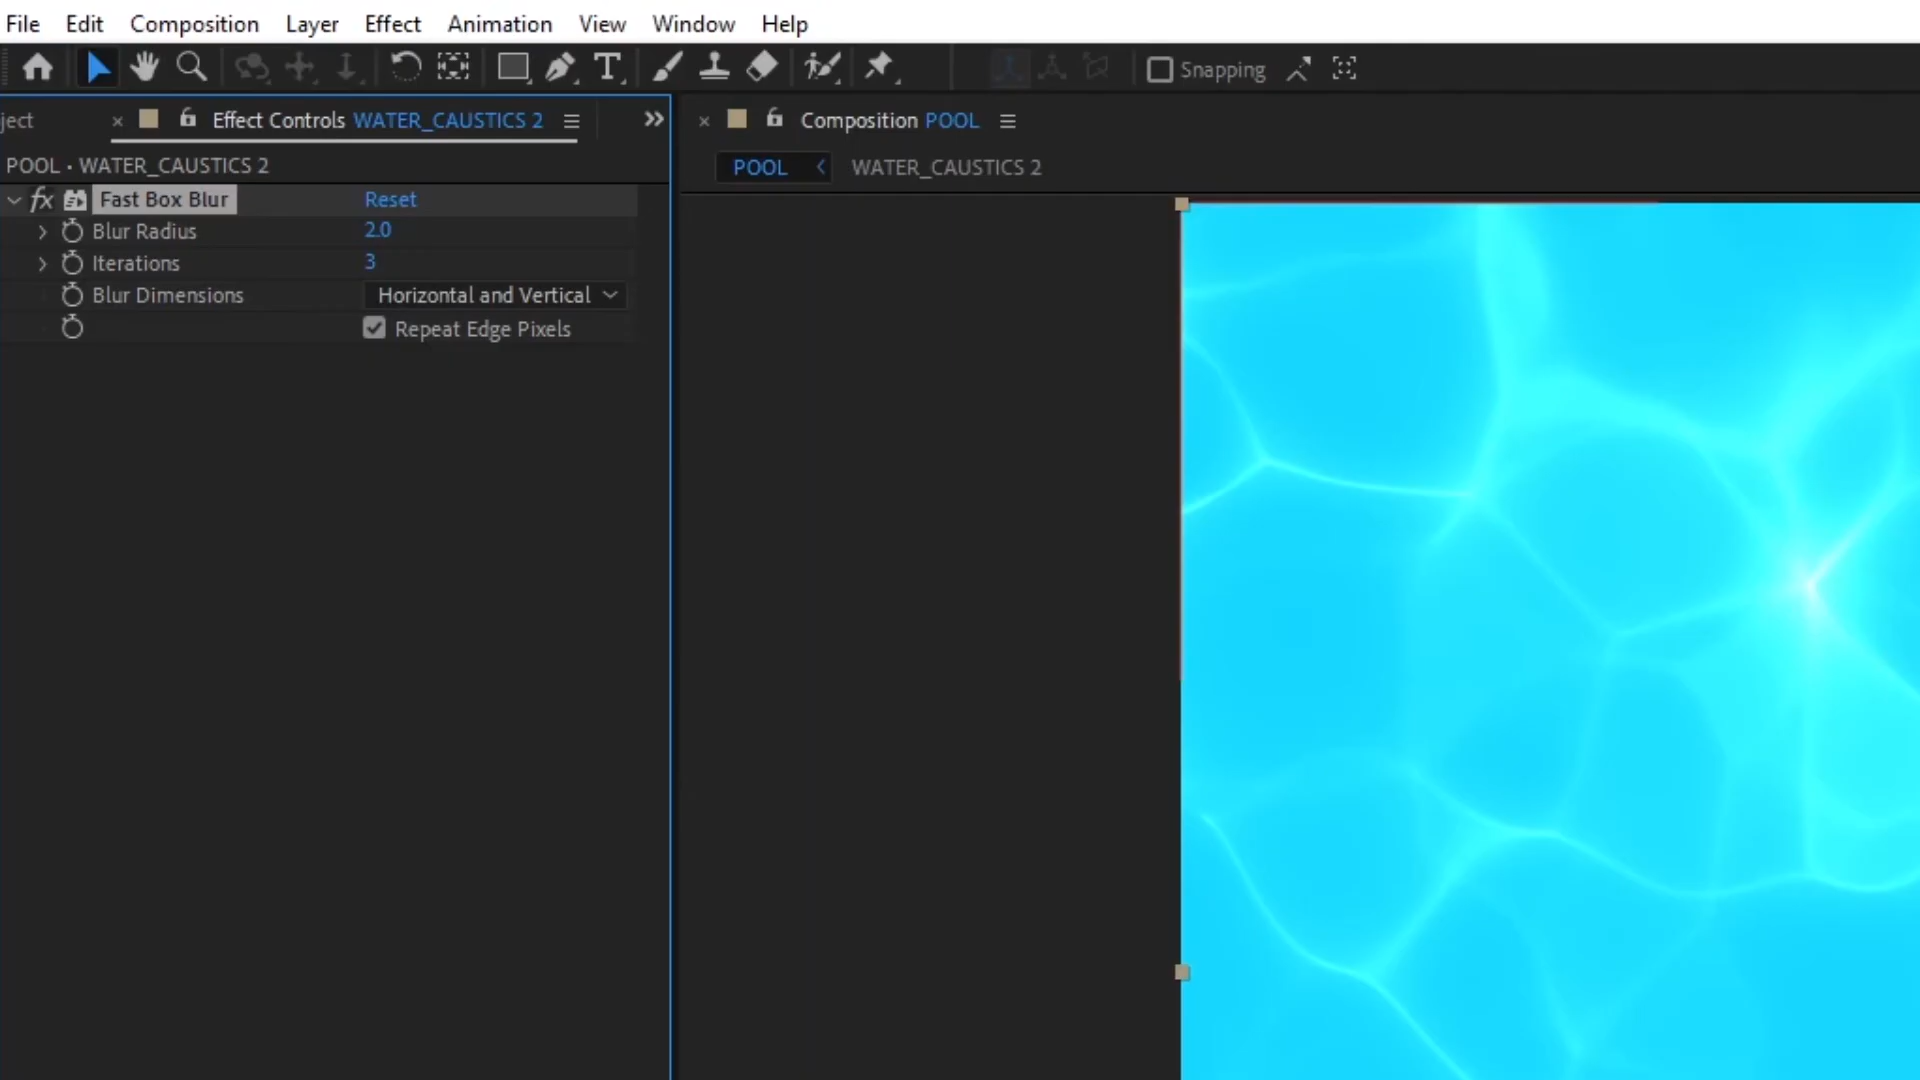 File Edit Composition Layer Effect Animation View Window Help
Snapping
ject × Effect Controls WATER_CAUSTICS 2
POOL • WATER_CAUSTICS 2
fx Fast Box Blur Reset
Blur Radius 2.0
Iterations 3
Blur Dimensions Horizontal and Vertical
Repeat Edge Pixels
× Composition POOL
POOL WATER_CAUSTICS 2